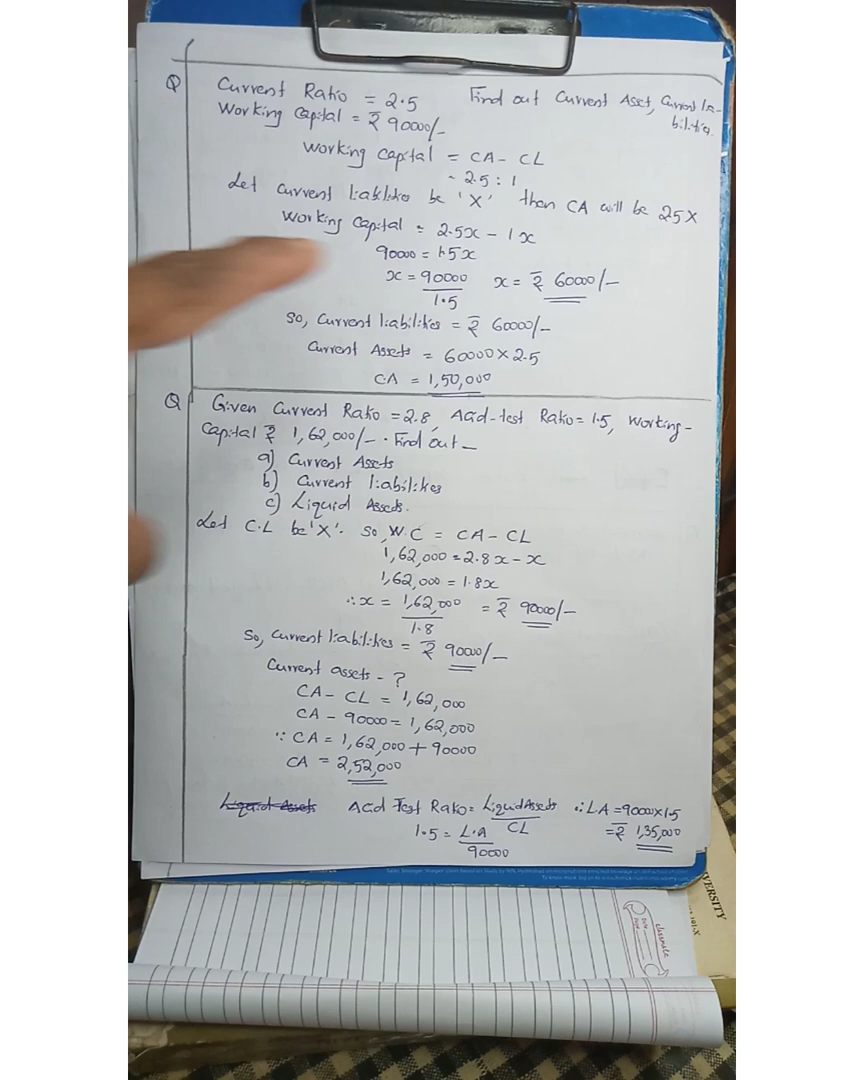 Q Current Ratio = 2.5 Find out Current Asset, Current lia-
Working Capital = ₹ 90000/- bilities.
Working Capital = CA - CL
- 2.5 : 1
Let Current liabilities be 'X' then CA will be 25X
Working Capital = 2.5x - 1x
90000 = 1.5x
x = 90000 x = ₹ 60000/-
1.5
So, Current liabilities = ₹ 60000/-
Current Assets = 60000 × 2.5
CA = 1,50,000
Q Given Current Ratio = 2.8, Acid-test Ratio = 1.5, Working-
Capital ₹ 1,62,000/-. Find out -
a) Current Assets
b) Current liabilities
c) Liquid Assets.
Let C.L be 'X'. So, W.C = CA - CL
1,62,000 = 2.8x - x
1,62,000 = 1.8x
∴ x = 1,62,000 = ₹ 90000/-
1.8
So, Current liabilities = ₹ 90000/-
Current assets - ?
CA - CL = 1,62,000
CA - 90000 = 1,62,000
∵ CA = 1,62,000 + 90000
CA = 2,52,000
Liquid Assets Acid Test Ratio = Liquid Assets ∴ LA = 90000×1.5
CL = ₹ 1,35,000
1.5 = L.A
90000
VERSITY
classmate
Date
Page